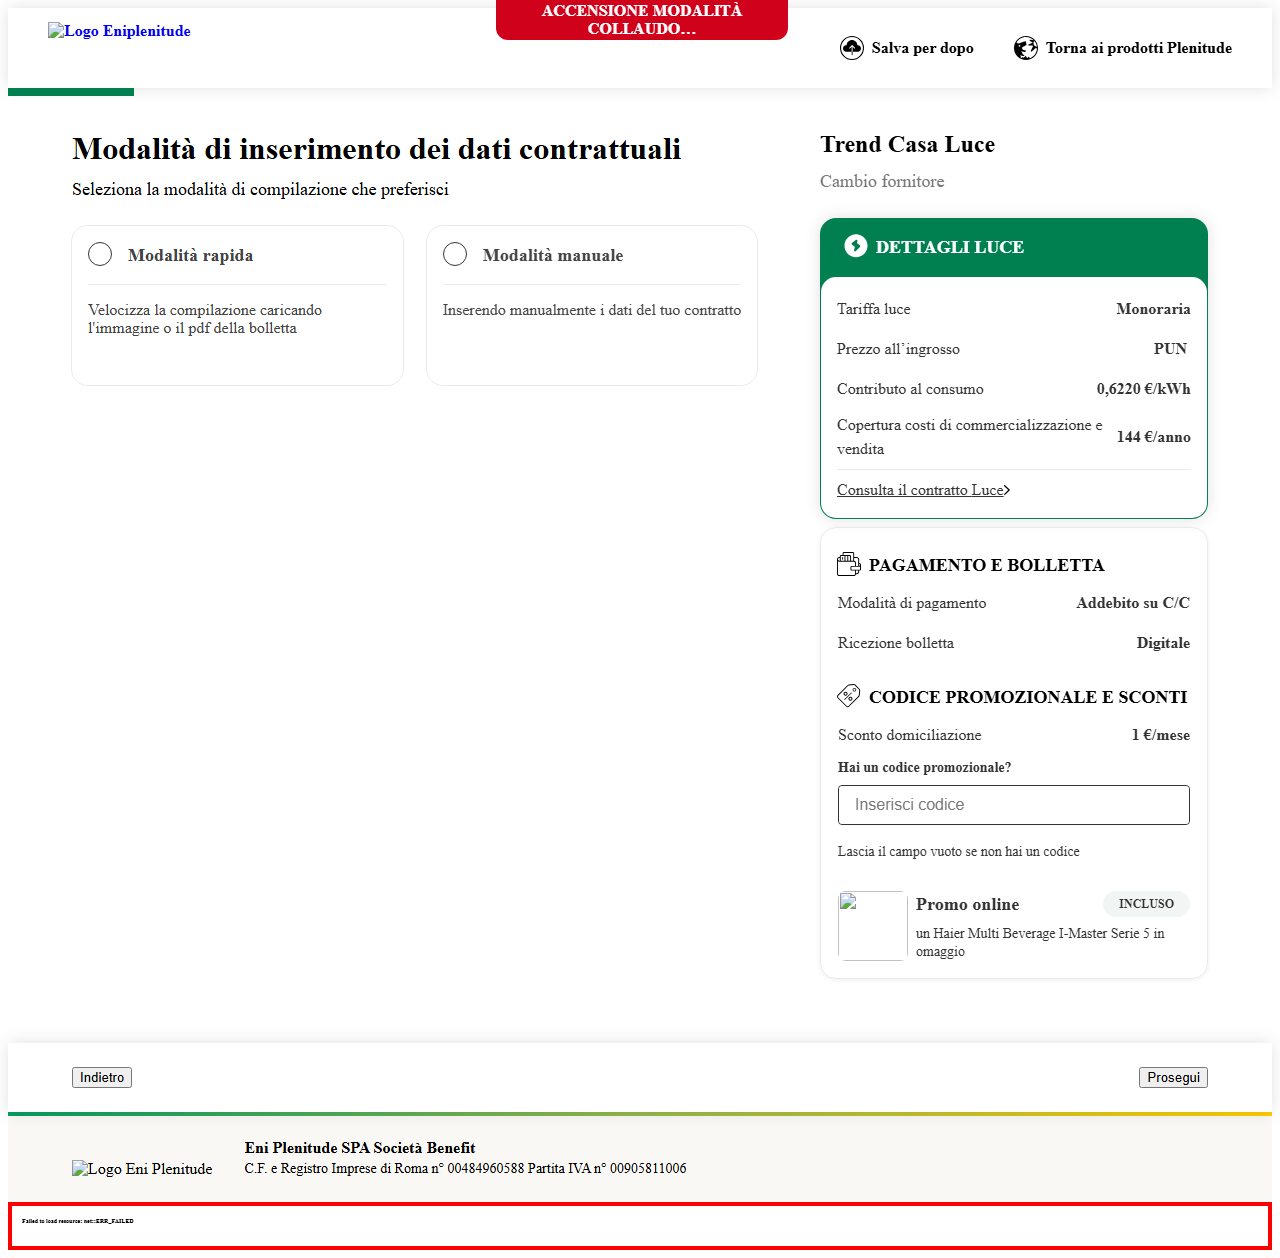 ACCENSIONE MODALITÀ
COLLAUDO...
Logo Eniplenitude
Salva per dopo
Torna ai prodotti Plenitude
Modalità di inserimento dei dati contrattuali
Seleziona la modalità di compilazione che preferisci
Modalità rapida
Velocizza la compilazione caricando
l'immagine o il pdf della bolletta
Modalità manuale
Inserendo manualmente i dati del tuo contratto
Trend Casa Luce
Cambio fornitore
DETTAGLI LUCE
Tariffa luce Monoraria
Prezzo all’ingrosso PUN
Contributo al consumo 0,6220 €/kWh
Copertura costi di commercializzazione e
vendita 144 €/anno
Consulta il contratto Luce
PAGAMENTO E BOLLETTA
Modalità di pagamento Addebito su C/C
Ricezione bolletta Digitale
CODICE PROMOZIONALE E SCONTI
Sconto domiciliazione 1 €/mese
Hai un codice promozionale?
Inserisci codice
Lascia il campo vuoto se non hai un codice
Promo online INCLUSO
un Haier Multi Beverage I-Master Serie 5 in
omaggio
Indietro
Prosegui
Logo Eni Plenitude
Eni Plenitude SPA Società Benefit
C.F. e Registro Imprese di Roma n° 00484960588 Partita IVA n° 00905811006
Failed to load resource: net::ERR_FAILED